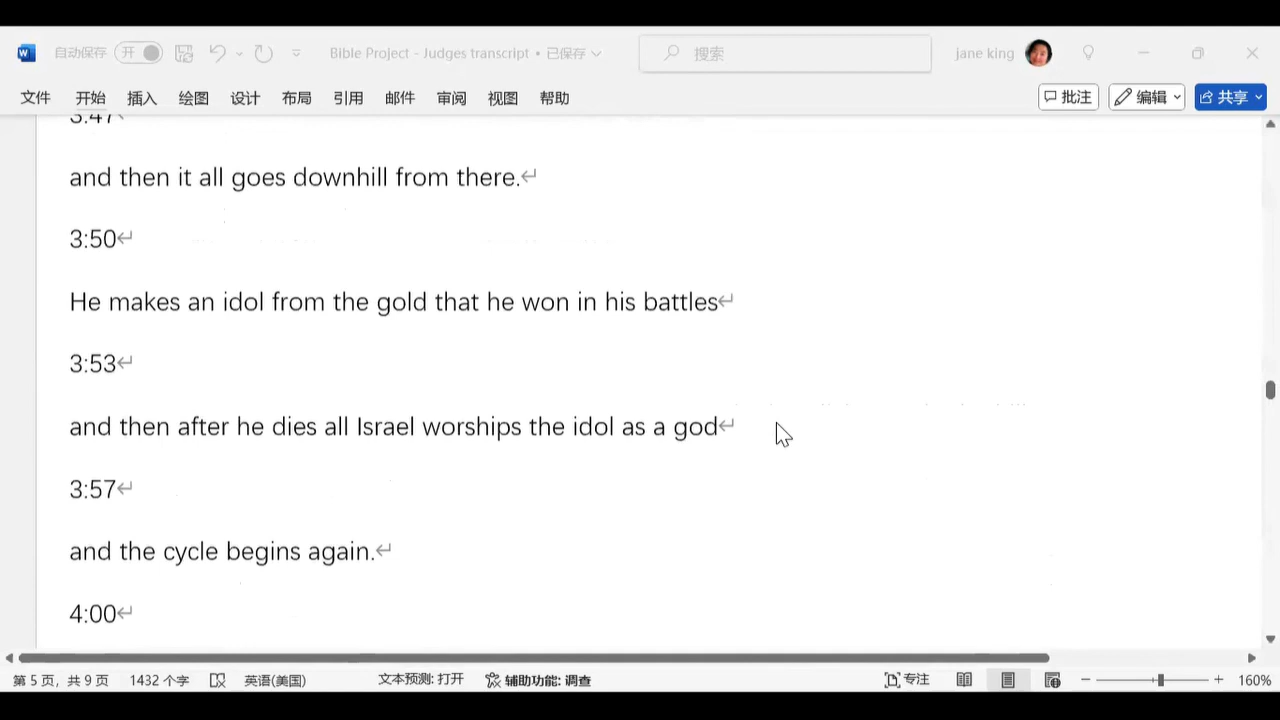 自动保存 开 Bible Project - Judges transcript • 已保存 搜索 jane king
文件 开始 插入 绘图 设计 布局 引用 邮件 审阅 视图 帮助 批注 编辑 共享
3:47
and then it all goes downhill from there.
3:50
He makes an idol from the gold that he won in his battles
3:53
and then after he dies all Israel worships the idol as a god
3:57
and the cycle begins again.
4:00
第 5 页，共 9 页 1432 个字 英语(美国) 文本预测: 打开 辅助功能: 调查 专注 160%